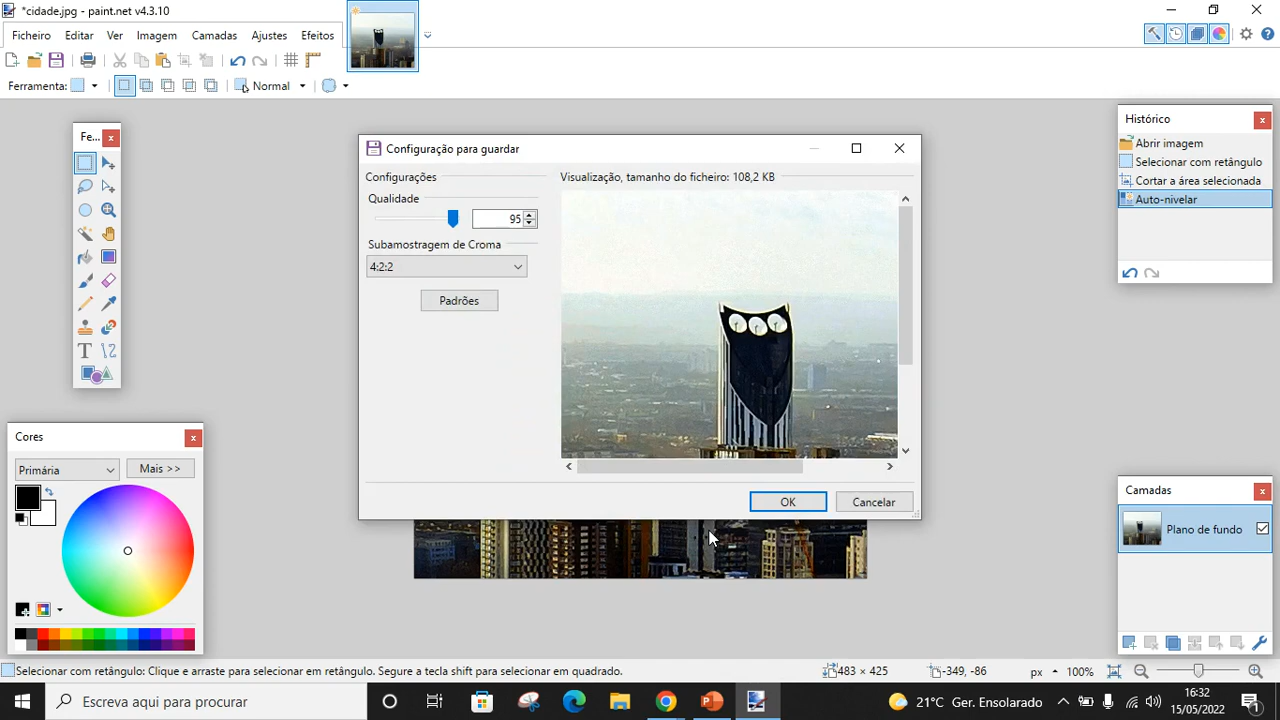 *cidade.jpg - paint.net v4.3.10
Ficheiro Editar Ver Imagem Camadas Ajustes Efeitos
Ferramenta: Normal
Fe...
Configuração para guardar
Configurações
Visualização, tamanho do ficheiro: 108,2 KB
Qualidade
95
Subamostragem de Croma
4:2:2
Padrões
OK Cancelar
Histórico
Abrir imagem
Selecionar com retângulo
Cortar a área selecionada
Auto-nivelar
Cores
Primária
Mais >>
Camadas
Plano de fundo
Selecionar com retângulo: Clique e arraste para selecionar em retângulo. Segure a tecla shift para selecionar em quadrado.
483 × 425
-349, -86
px
100%
Escreva aqui para procurar
21°C Ger. Ensolarado
16:32
15/05/2022
1